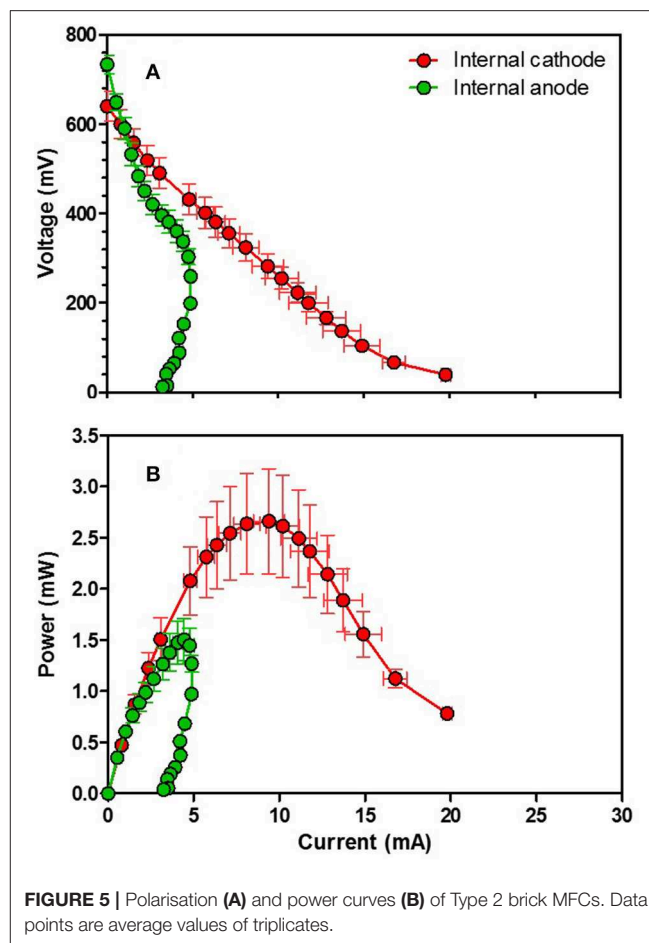 800
A
Internal cathode
Internal anode
600
400
200
0
Voltage (mV)
3.5
B
3.0
2.5
2.0
1.5
1.0
0.5
0.0
Power (mW)
0 5 10 15 20 25 30
Current (mA)
FIGURE 5 | Polarisation (A) and power curves (B) of Type 2 brick MFCs. Data
points are average values of triplicates.